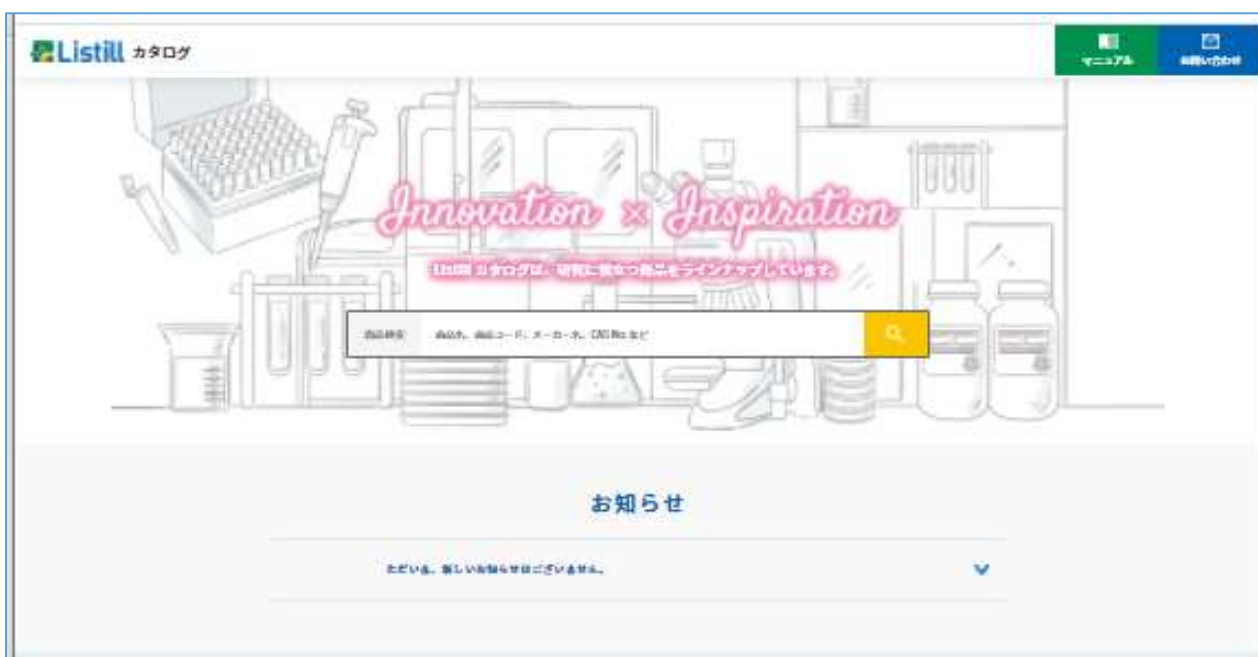 Listill カタログ
マニュアル
お問い合わせ
Innovation × Inspiration
Listill カタログは、研究に役立つ商品をラインナップしています。
商品検索 商品名、商品コード、メーカー名、CAS No.など
お知らせ
ただいま、新しいお知らせはございません。